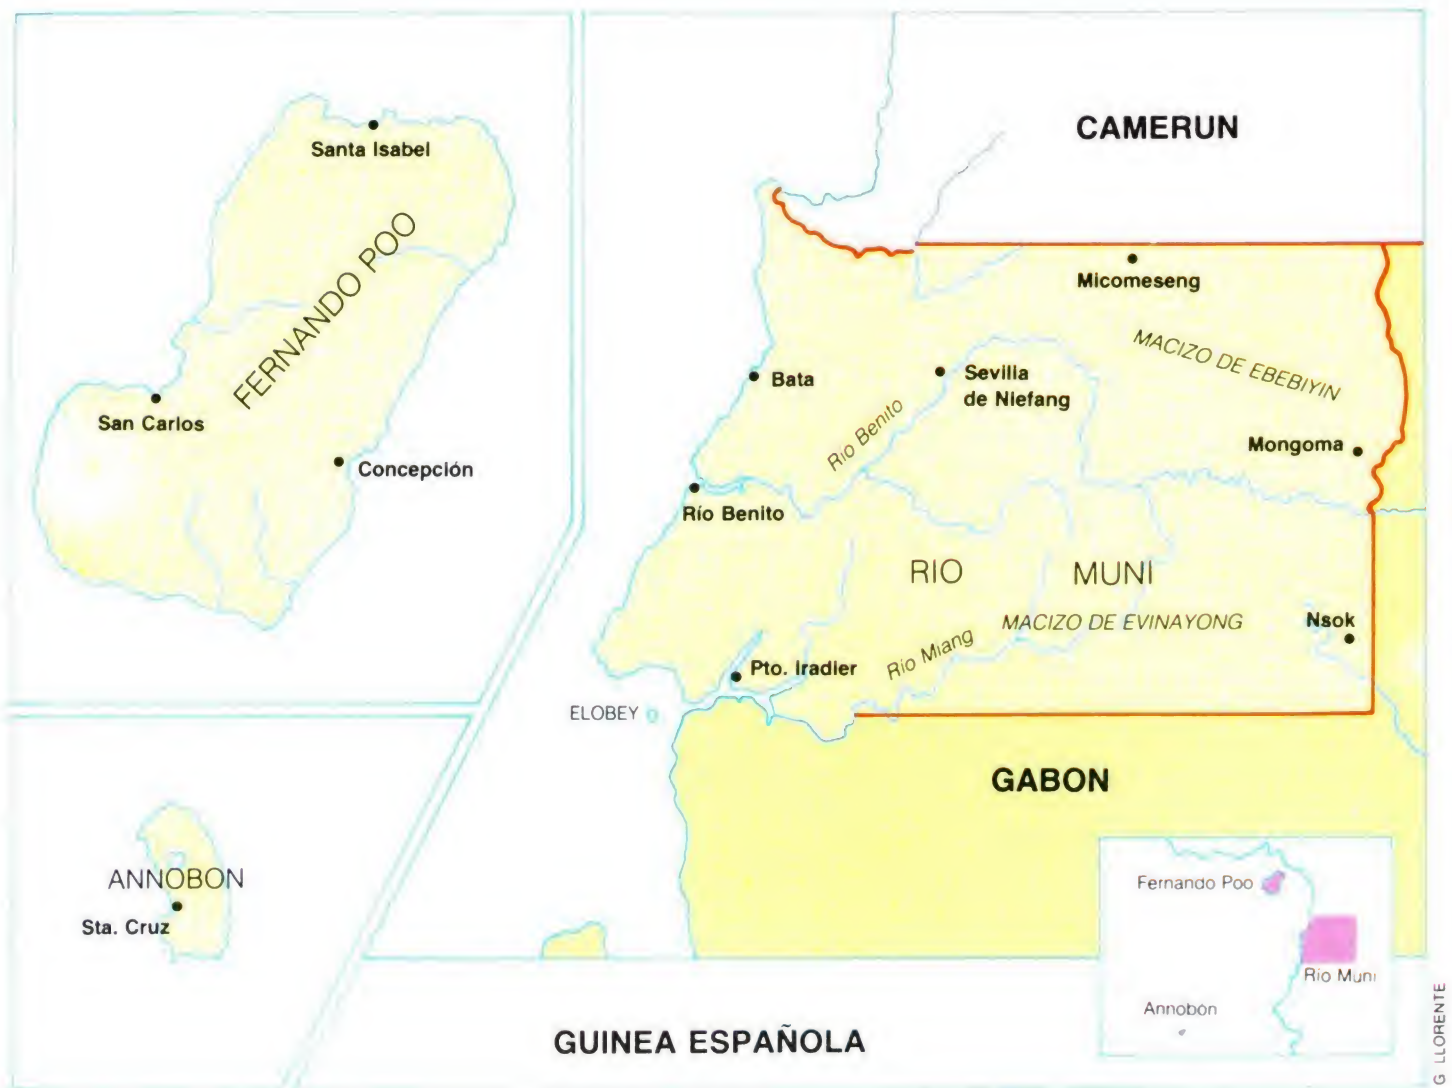 Santa Isabel
FERNANDO POO
San Carlos
Concepción
ANNOBON
Sta. Cruz
CAMERUN
Micomeseng
MACIZO DE EBEBIYIN
Bata
Sevilla
de Niefang
Rio Benito
Mongoma
Río Benito
RIO MUNI
MACIZO DE EVINAYONG
Nsok
Rio Miang
Pto. Iradier
ELOBEY
GABON
Fernando Poo
Rio Muni
Annobón
GUINEA ESPAÑOLA
G LLORENTE